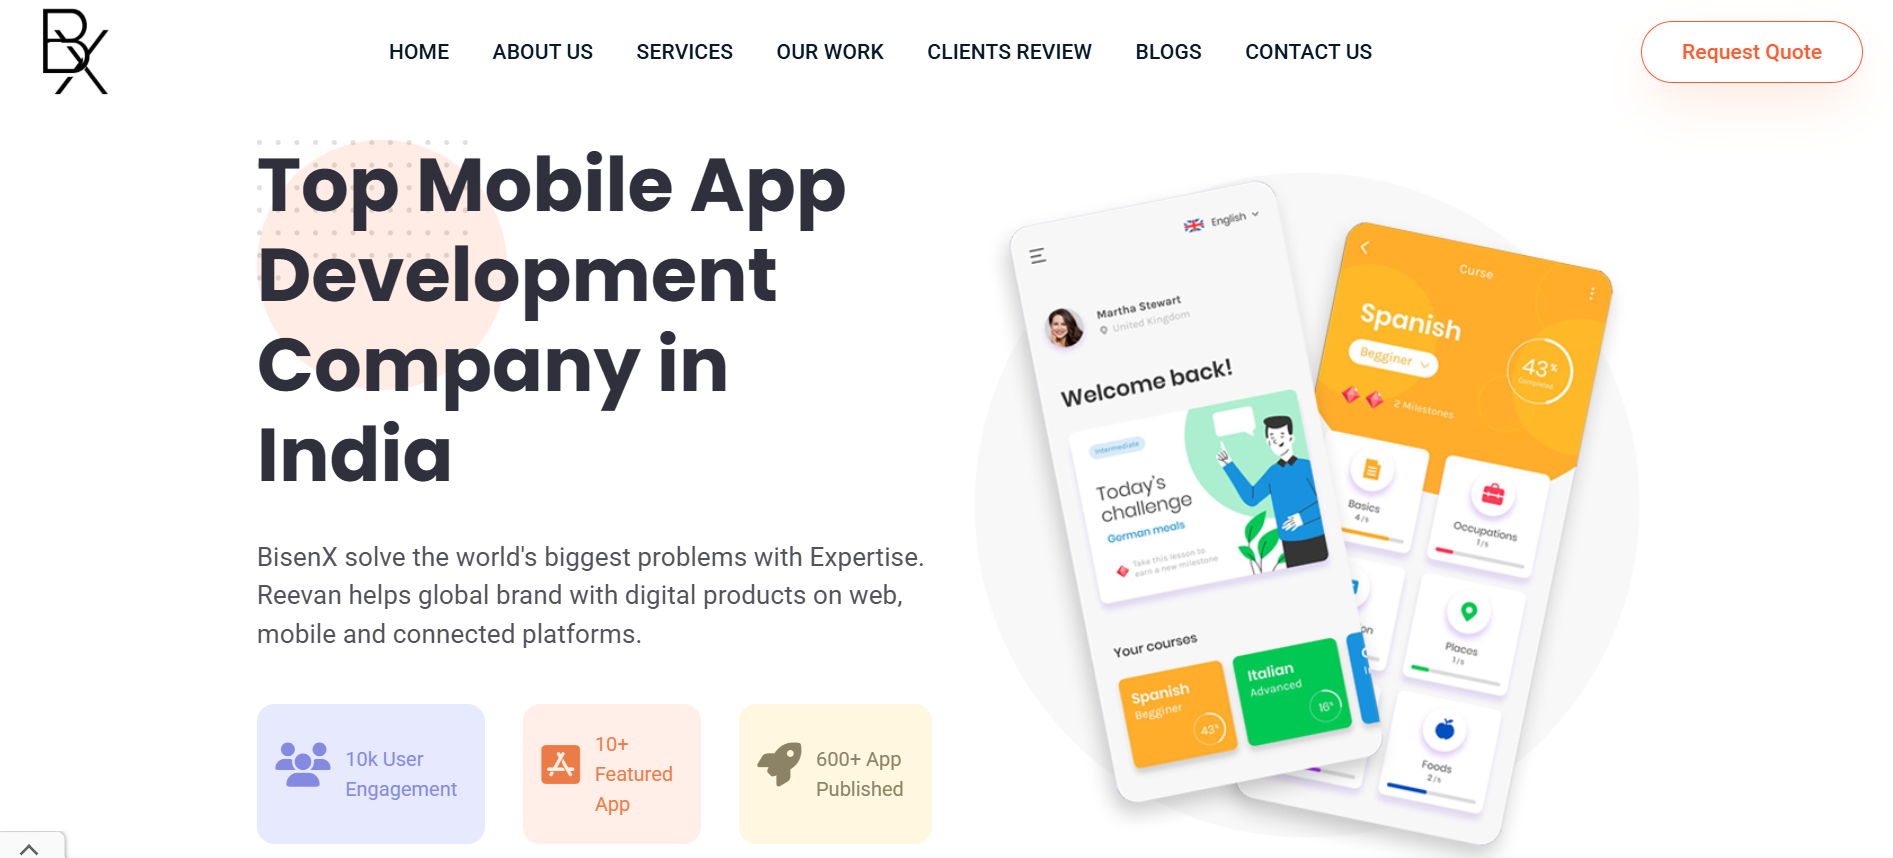 BX
HOME ABOUT US SERVICES OUR WORK CLIENTS REVIEW BLOGS CONTACT US
Request Quote
Top Mobile App
Development
Company in
India
BisenX solve the world's biggest problems with Expertise.
Reevan helps global brand with digital products on web,
mobile and connected platforms.
10k User
Engagement
10+
Featured
App
600+ App
Published
English
Martha Stewart
United Kingdom
Welcome back!
Intermediate
Today's
challenge
German meals
Take this lesson to
earn a new milestone
Your courses
Spanish
Begginer
43%
Italian
Advanced
16%
Curse
Spanish
Begginer
43%
Completed
2 Milestones
Basics
4/5
Occupations
1/5
Places
1/5
Foods
2/5